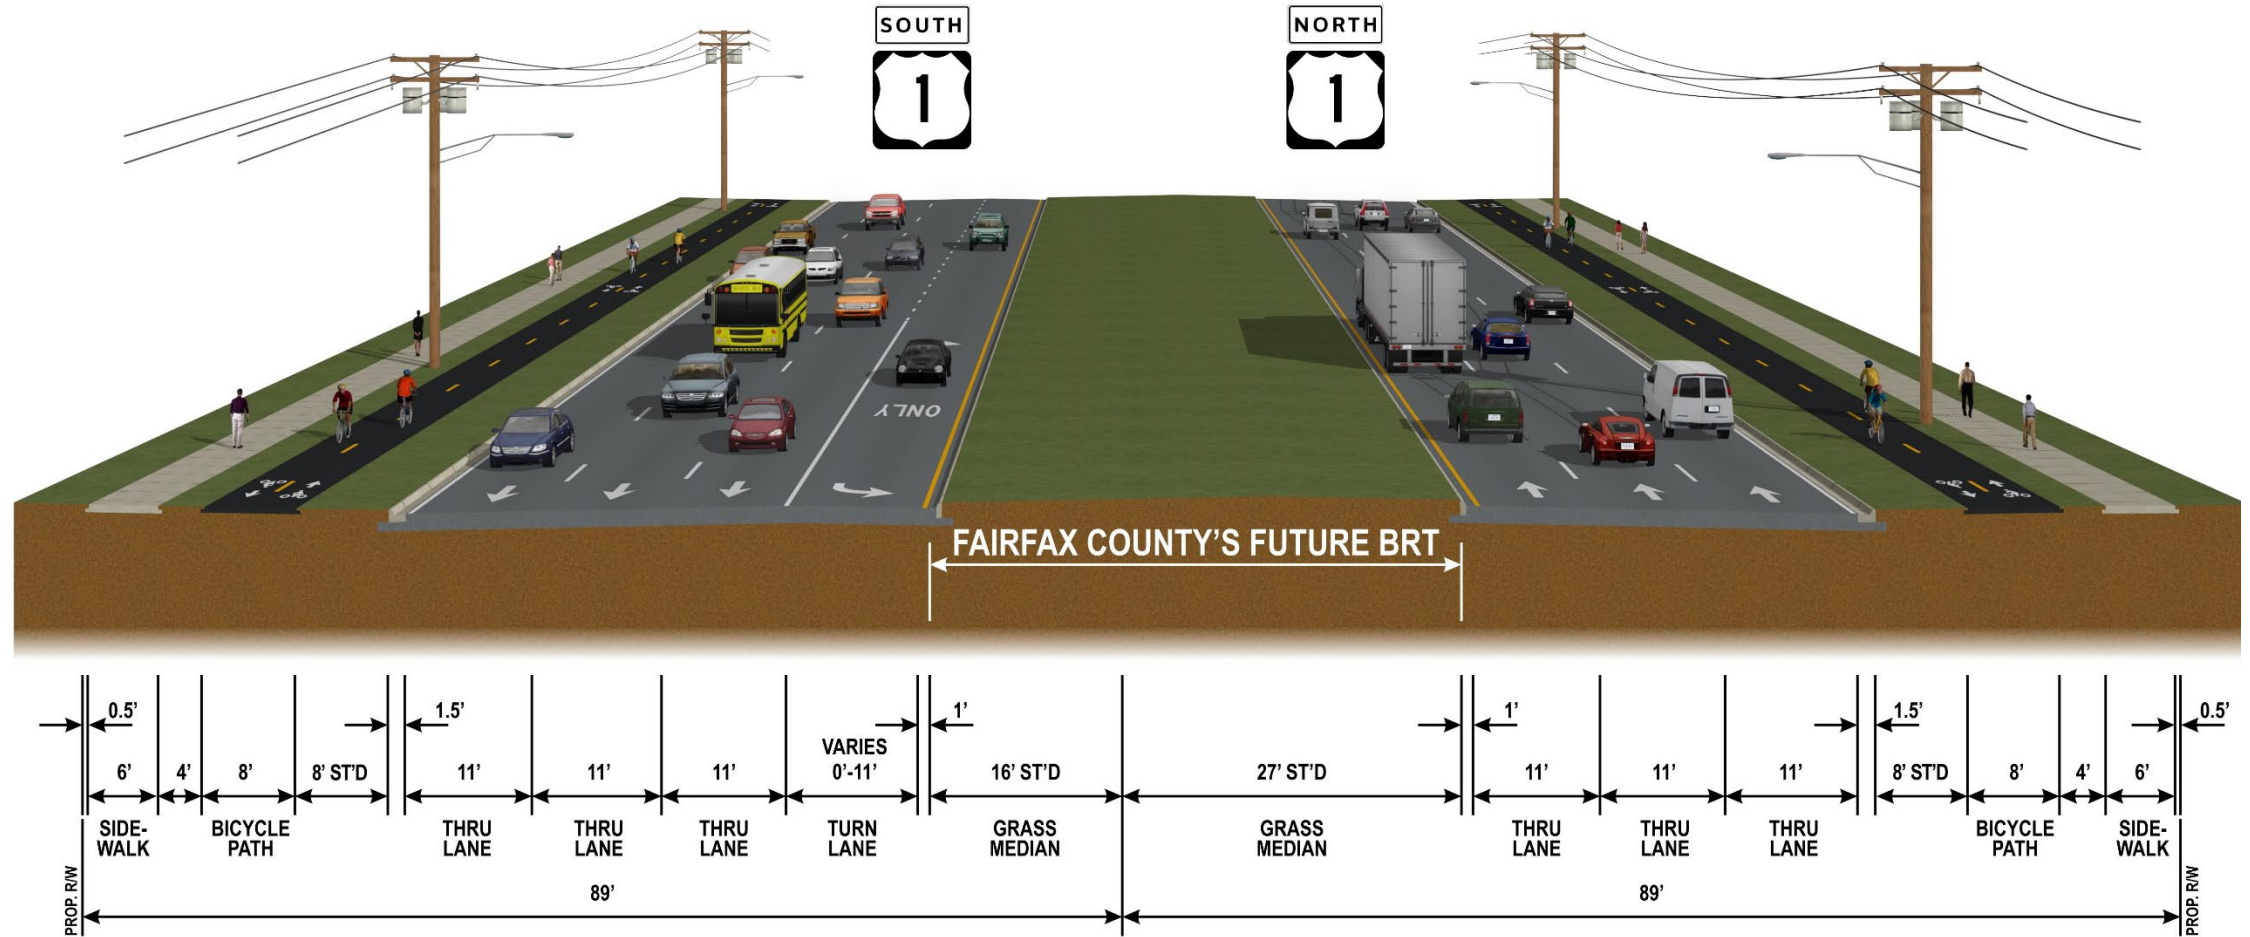 SOUTH
1
NORTH
1
SCHOOL BUS
ONLY
FAIRFAX COUNTY'S FUTURE BRT
0.5'
1.5'
1'
1'
1.5'
0.5'
6'
4'
8'
8' ST'D
11'
11'
11'
VARIES
0'-11'
16' ST'D
27' ST'D
11'
11'
11'
8' ST'D
8'
4'
6'
SIDE-
WALK
BICYCLE
PATH
THRU
LANE
THRU
LANE
THRU
LANE
TURN
LANE
GRASS
MEDIAN
GRASS
MEDIAN
THRU
LANE
THRU
LANE
THRU
LANE
BICYCLE
PATH
SIDE-
WALK
PROP. R/W
89'
89'
PROP. R/W